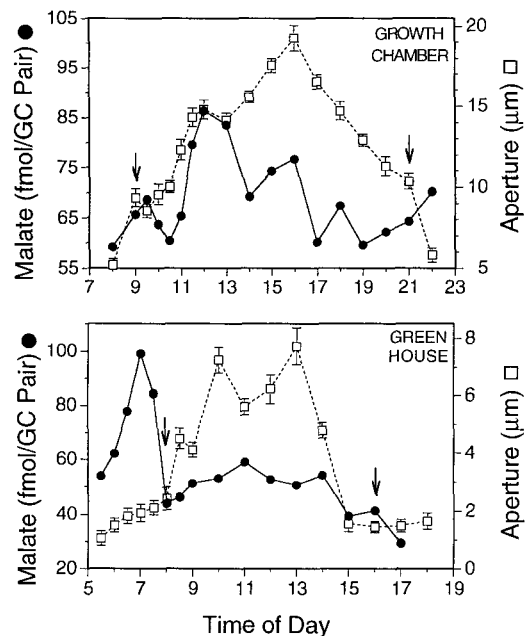 GROWTH
CHAMBER
Malate (fmol/GC Pair)
105
95
85
75
65
55
Aperture (µm)
20
15
10
5
7 9 11 13 15 17 19 21 23
GREEN
HOUSE
Malate (fmol/GC Pair)
100
80
60
40
20
Aperture (µm)
8
6
4
2
0
5 7 9 11 13 15 17 19
Time of Day